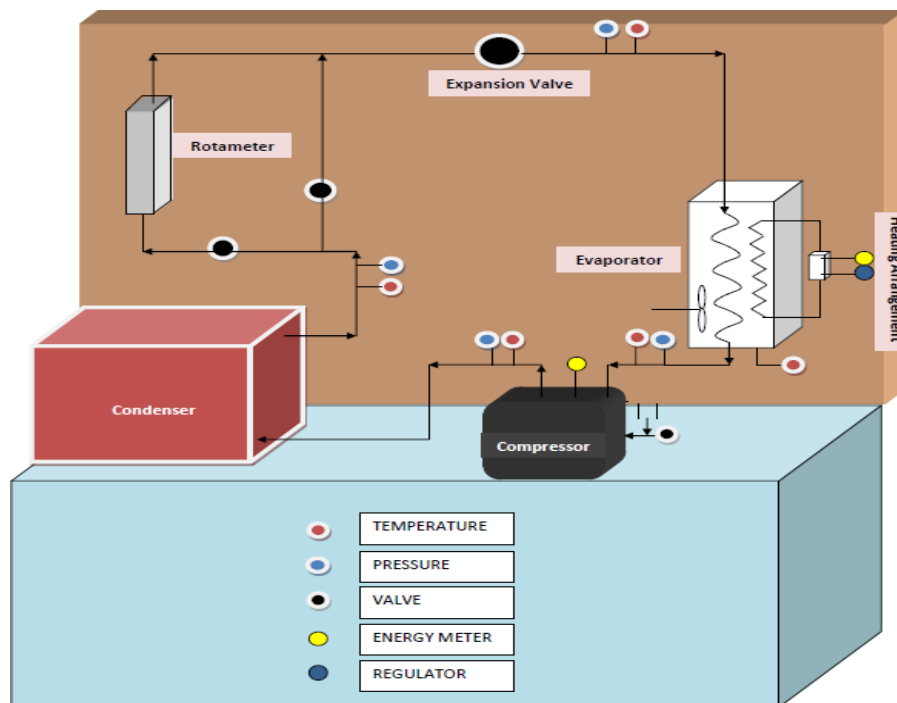 Expansion Valve
Rotameter
Evaporator
Heating Arrangement
Condenser
Compressor
TEMPERATURE
PRESSURE
VALVE
ENERGY METER
REGULATOR